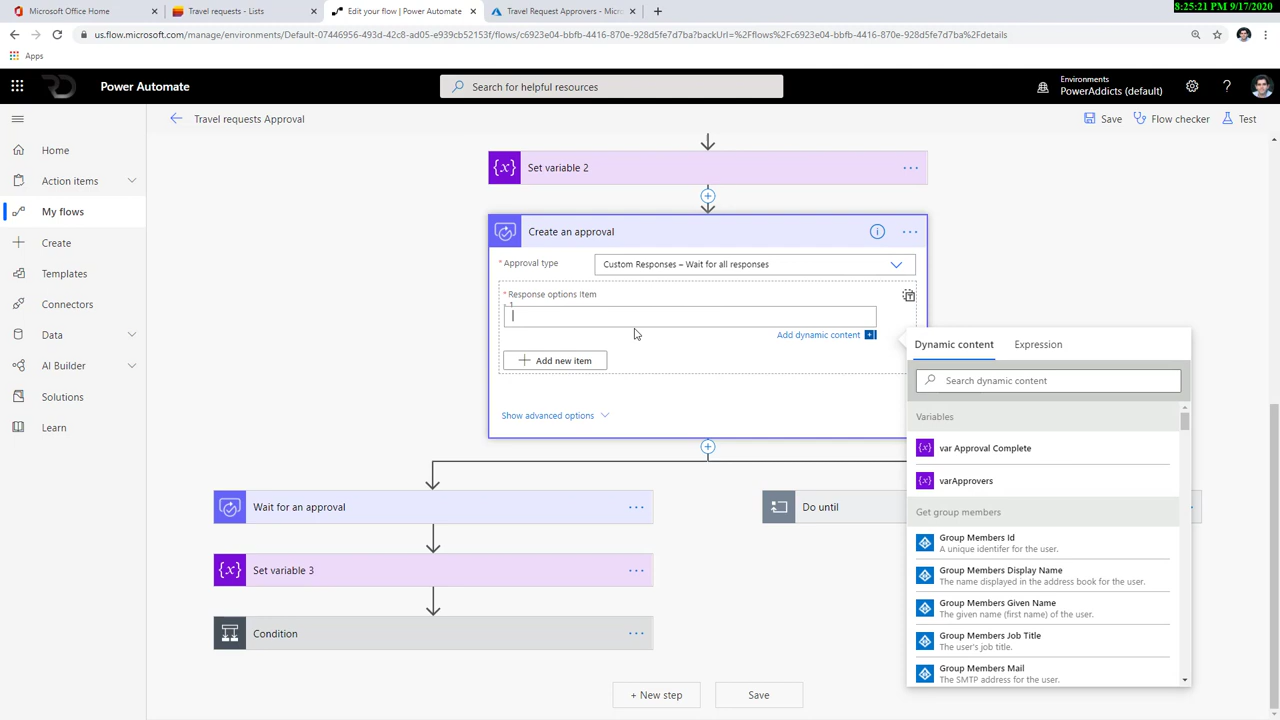 8:25:21 PM 9/17/2020
Microsoft Office Home
Travel requests - Lists
Edit your flow | Power Automate
Travel Request Approvers - Micros
us.flow.microsoft.com/manage/environments/Default-07446956-493d-42c8-ad05-e939cb52153f/flows/c6923e04-bbfb-4416-870e-928d5fe7d7ba?backUrl=%2Fflows%2Fc6923e04-bbfb-4416-870e-928d5fe7d7ba%2Fdetails
Apps
Power Automate
Search for helpful resources
Environments
PowerAddicts (default)
Travel requests Approval
Save
Flow checker
Test
Home
Action items
My flows
Create
Templates
Connectors
Data
AI Builder
Solutions
Learn
Set variable 2
Create an approval
* Approval type
Custom Responses – Wait for all responses
* Response options Item
- 1
Add dynamic content
Add new item
Show advanced options
Wait for an approval
Set variable 3
Condition
Do until
+ New step
Save
Dynamic content
Expression
Search dynamic content
Variables
var Approval Complete
varApprovers
Get group members
Group Members Id
A unique identifer for the user.
Group Members Display Name
The name displayed in the address book for the user.
Group Members Given Name
The given name (first name) of the user.
Group Members Job Title
The user's job title.
Group Members Mail
The SMTP address for the user.